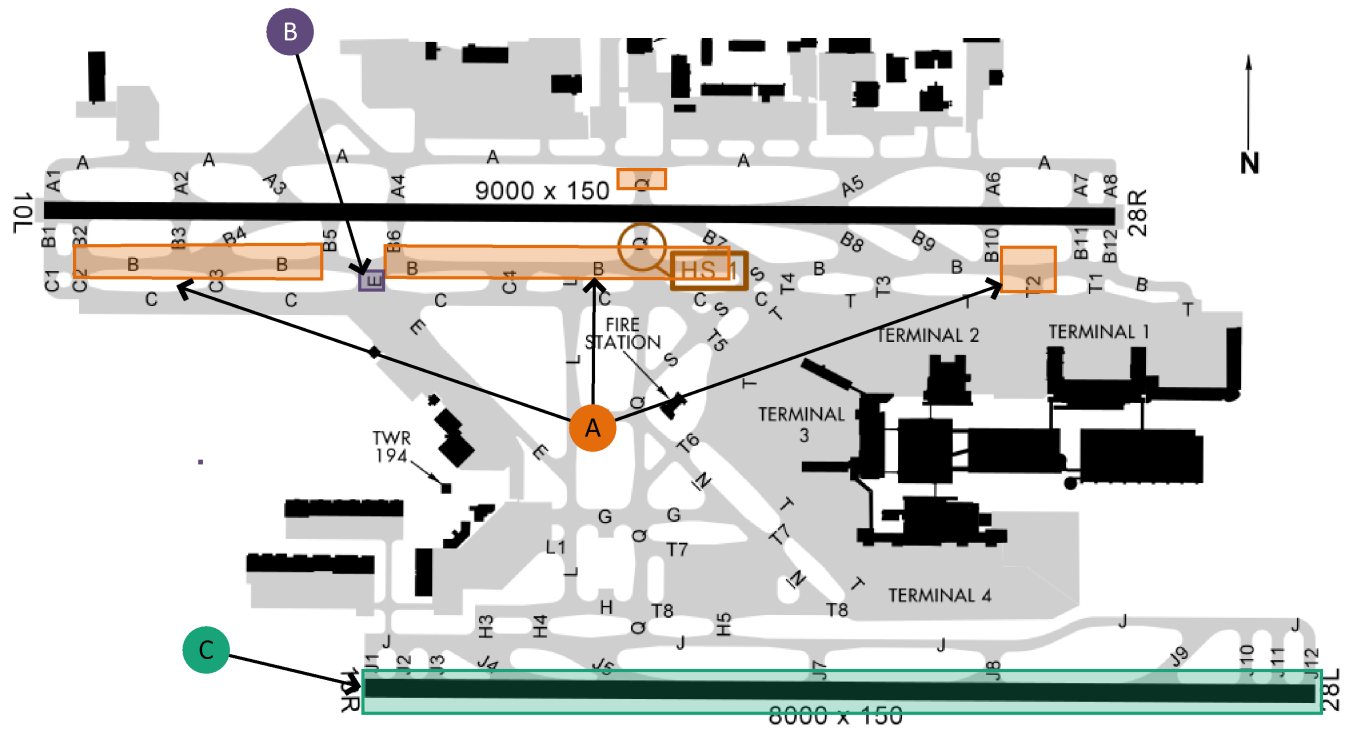 B
A
A
A
A
A
A
A1
A2
A3
A4
Q
A5
A6
A7
A8
N
9000 x 150
10L
28R
B1
B2
B3
B4
B5
B6
Q
B7
B8
B9
B10
B11
B12
B
B
B
B
B
B
B
HS 1
S
C1
C2
C3
E
C4
L
T4
T3
T2
T1
C
C
C
C
C
C
T
T
T
S
T
E
FIRE
STATION
T5
TERMINAL 2
TERMINAL 1
L
S
T
Q
A
TERMINAL
3
TWR
194
E
T6
N
T
G
G
Q
L1
T7
T7
L
N
T
TERMINAL 4
H
T8
T8
H3
H4
Q
H5
J
J
J
J
J
C
J1
J2
J3
J4
J7
J8
J9
J10
J11
J12
28L
8000 x 150